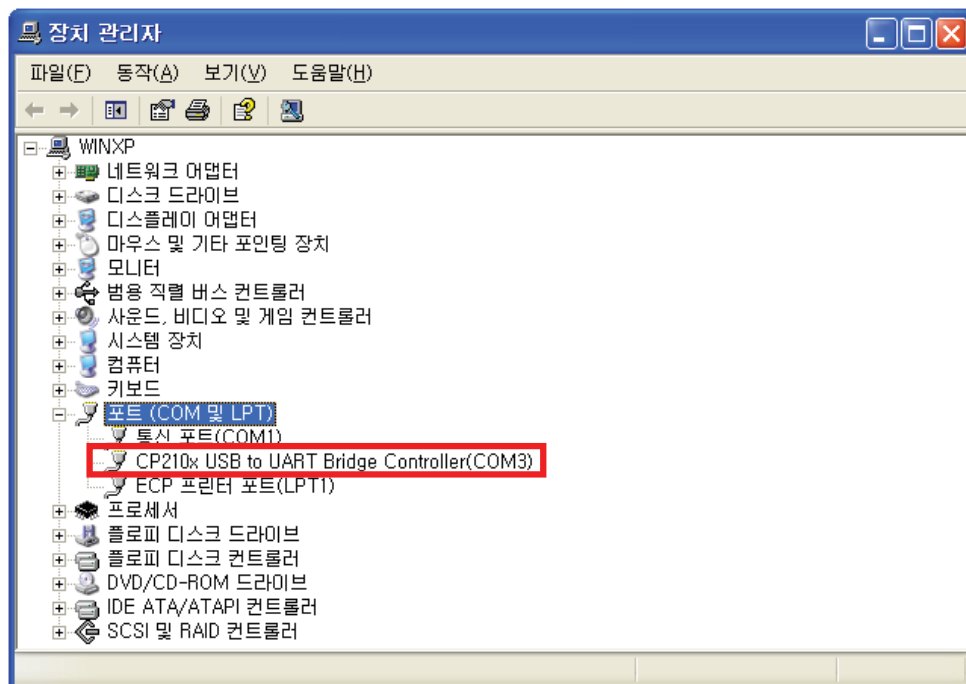 장치 관리자
파일(F) 동작(A) 보기(V) 도움말(H)
WINXP
네트워크 어댑터
디스크 드라이브
디스플레이 어댑터
마우스 및 기타 포인팅 장치
모니터
범용 직렬 버스 컨트롤러
사운드, 비디오 및 게임 컨트롤러
시스템 장치
컴퓨터
키보드
포트 (COM 및 LPT)
통신 포트(COM1)
CP210x USB to UART Bridge Controller(COM3)
ECP 프린터 포트(LPT1)
프로세서
플로피 디스크 드라이브
플로피 디스크 컨트롤러
DVD/CD-ROM 드라이브
IDE ATA/ATAPI 컨트롤러
SCSI 및 RAID 컨트롤러